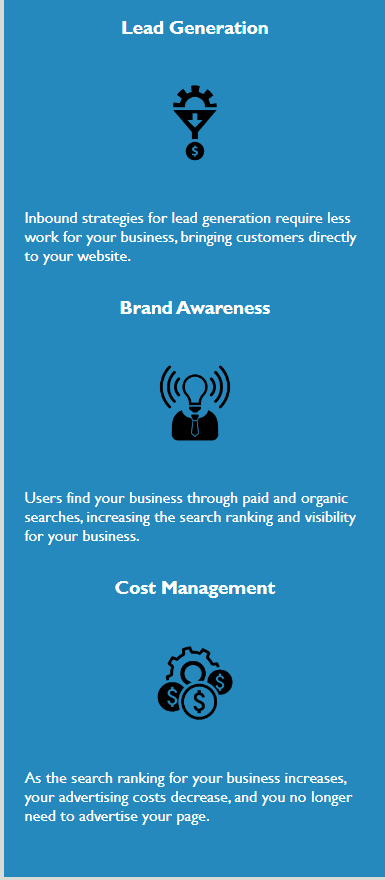 Lead Generation
$
Inbound strategies for lead generation require less
work for your business, bringing customers directly
to your website.
Brand Awareness
Users find your business through paid and organic
searches, increasing the search ranking and visibility
for your business.
Cost Management
$ $ $
As the search ranking for your business increases,
your advertising costs decrease, and you no longer
need to advertise your page.